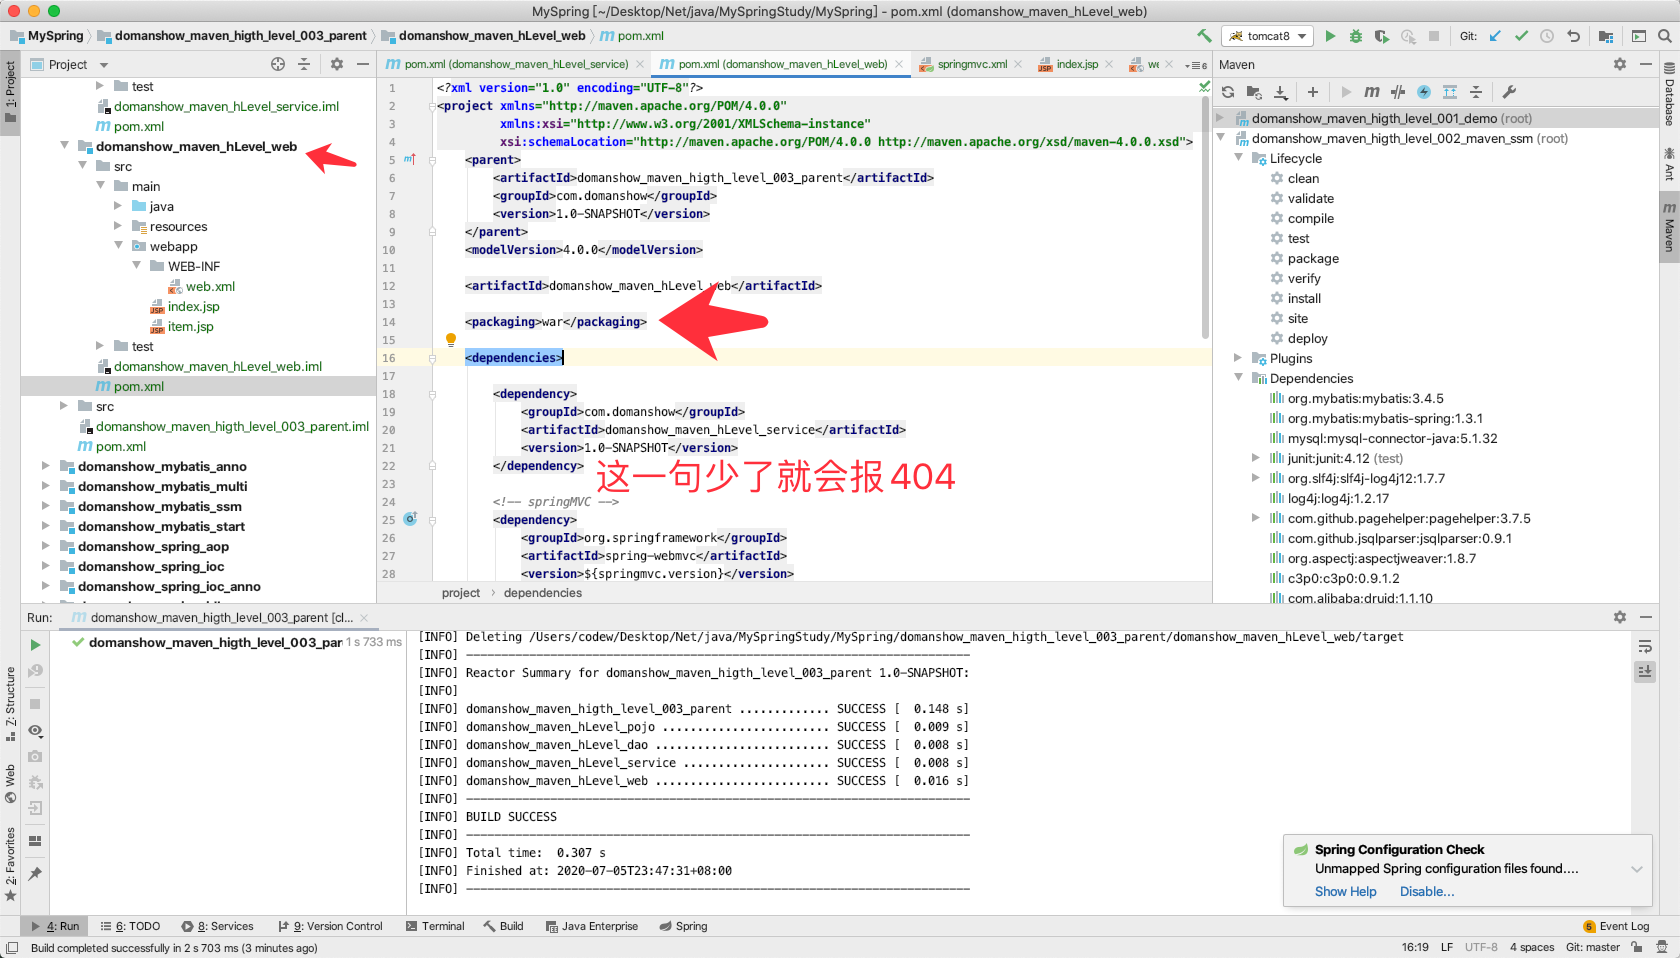 MySpring [~/Desktop/Net/java/MySpringStudy/MySpring] - pom.xml (domanshow_maven_hLevel_web)
MySpring
domanshow_maven_higth_level_003_parent
domanshow_maven_hLevel_web
pom.xml
tomcat8
Git:
1: Project
Project
test
domanshow_maven_hLevel_service.iml
pom.xml
domanshow_maven_hLevel_web
src
main
java
resources
webapp
WEB-INF
web.xml
index.jsp
item.jsp
test
domanshow_maven_hLevel_web.iml
pom.xml
src
domanshow_maven_higth_level_003_parent.iml
pom.xml
domanshow_mybatis_anno
domanshow_mybatis_multi
domanshow_mybatis_ssm
domanshow_mybatis_start
domanshow_spring_aop
domanshow_spring_ioc
domanshow_spring_ioc_anno
pom.xml (domanshow_maven_hLevel_service)
pom.xml (domanshow_maven_hLevel_web)
springmvc.xml
index.jsp
we
6
1 <?xml version="1.0" encoding="UTF-8"?>
2 <project xmlns="http://maven.apache.org/POM/4.0.0"
3 xmlns:xsi="http://www.w3.org/2001/XMLSchema-instance"
4 xsi:schemaLocation="http://maven.apache.org/POM/4.0.0 http://maven.apache.org/xsd/maven-4.0.0.xsd">
5 <parent>
6 <artifactId>domanshow_maven_higth_level_003_parent</artifactId>
7 <groupId>com.domanshow</groupId>
8 <version>1.0-SNAPSHOT</version>
9 </parent>
10 <modelVersion>4.0.0</modelVersion>
11
12 <artifactId>domanshow_maven_hLevel_web</artifactId>
13
14 <packaging>war</packaging>
15
16 <dependencies>
17
18 <dependency>
19 <groupId>com.domanshow</groupId>
20 <artifactId>domanshow_maven_hLevel_service</artifactId>
21 <version>1.0-SNAPSHOT</version>
22 </dependency>
这一句少了就会报404
23
24 <!-- springMVC -->
25 <dependency>
26 <groupId>org.springframework</groupId>
27 <artifactId>spring-webmvc</artifactId>
28 <version>${springmvc.version}</version>
project
dependencies
Maven
domanshow_maven_higth_level_001_demo (root)
domanshow_maven_higth_level_002_maven_ssm (root)
Lifecycle
clean
validate
compile
test
package
verify
install
site
deploy
Plugins
Dependencies
org.mybatis:mybatis:3.4.5
org.mybatis:mybatis-spring:1.3.1
mysql:mysql-connector-java:5.1.32
junit:junit:4.12 (test)
org.slf4j:slf4j-log4j12:1.7.7
log4j:log4j:1.2.17
com.github.pagehelper:pagehelper:3.7.5
com.github.jsqlparser:jsqlparser:0.9.1
org.aspectj:aspectjweaver:1.8.7
c3p0:c3p0:0.9.1.2
com.alibaba:druid:1.1.10
Database
Ant
Maven
Run:
domanshow_maven_higth_level_003_parent [cl...
domanshow_maven_higth_level_003_par 1 s 733 ms
[INFO] Deleting /Users/codew/Desktop/Net/java/MySpringStudy/MySpring/domanshow_maven_higth_level_003_parent/domanshow_maven_hLevel_web/target
[INFO] ------------------------------------------------------------------------
[INFO] Reactor Summary for domanshow_maven_higth_level_003_parent 1.0-SNAPSHOT:
[INFO]
[INFO] domanshow_maven_higth_level_003_parent ............. SUCCESS [ 0.148 s]
[INFO] domanshow_maven_hLevel_pojo ........................ SUCCESS [ 0.009 s]
[INFO] domanshow_maven_hLevel_dao ......................... SUCCESS [ 0.008 s]
[INFO] domanshow_maven_hLevel_service ..................... SUCCESS [ 0.008 s]
[INFO] domanshow_maven_hLevel_web ......................... SUCCESS [ 0.016 s]
[INFO] ------------------------------------------------------------------------
[INFO] BUILD SUCCESS
[INFO] ------------------------------------------------------------------------
[INFO] Total time: 0.307 s
[INFO] Finished at: 2020-07-05T23:47:31+08:00
[INFO] ------------------------------------------------------------------------
Z: Structure
Web
2: Favorites
Spring Configuration Check
Unmapped Spring configuration files found....
Show Help
Disable...
4: Run
6: TODO
8: Services
9: Version Control
Terminal
Build
Java Enterprise
Spring
5 Event Log
Build completed successfully in 2 s 703 ms (3 minutes ago)
16:19
LF
UTF-8
4 spaces
Git: master